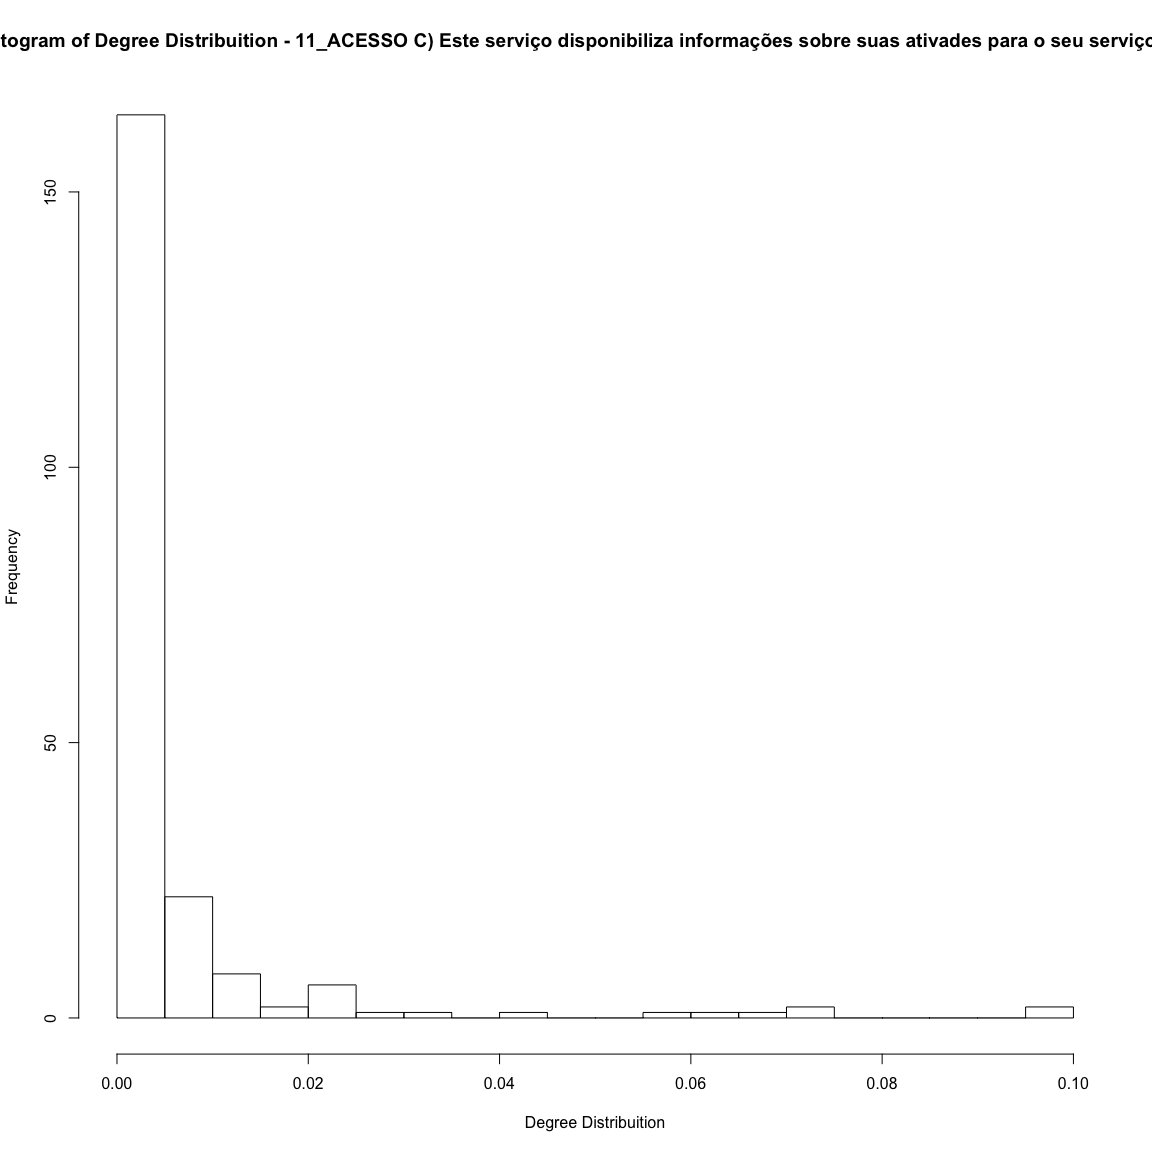 togram of Degree Distribuition - 11_ACESSO C) Este serviço disponibiliza informações sobre suas ativades para o seu serviço
Frequency
150
100
50
0
0.00 0.02 0.04 0.06 0.08 0.10
Degree Distribuition